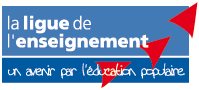 la ligue de
l'enseignement
un avenir par l'éducation populaire